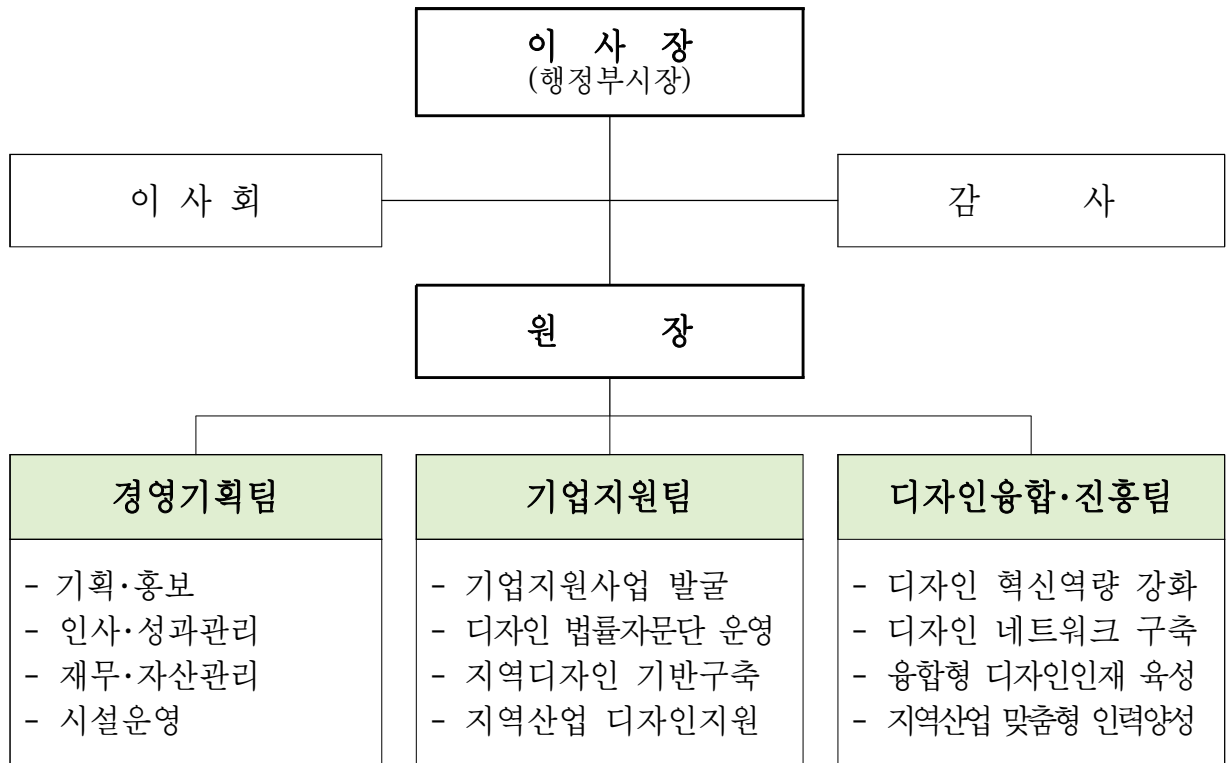 이 사 장
(행정부시장)
이 사 회
감 사
원 장
경영기획팀
- 기획·홍보
- 인사·성과관리
- 재무·자산관리
- 시설운영
기업지원팀
- 기업지원사업 발굴
- 디자인 법률자문단 운영
- 지역디자인 기반구축
- 지역산업 디자인지원
디자인융합·진흥팀
- 디자인 혁신역량 강화
- 디자인 네트워크 구축
- 융합형 디자인인재 육성
- 지역산업 맞춤형 인력양성